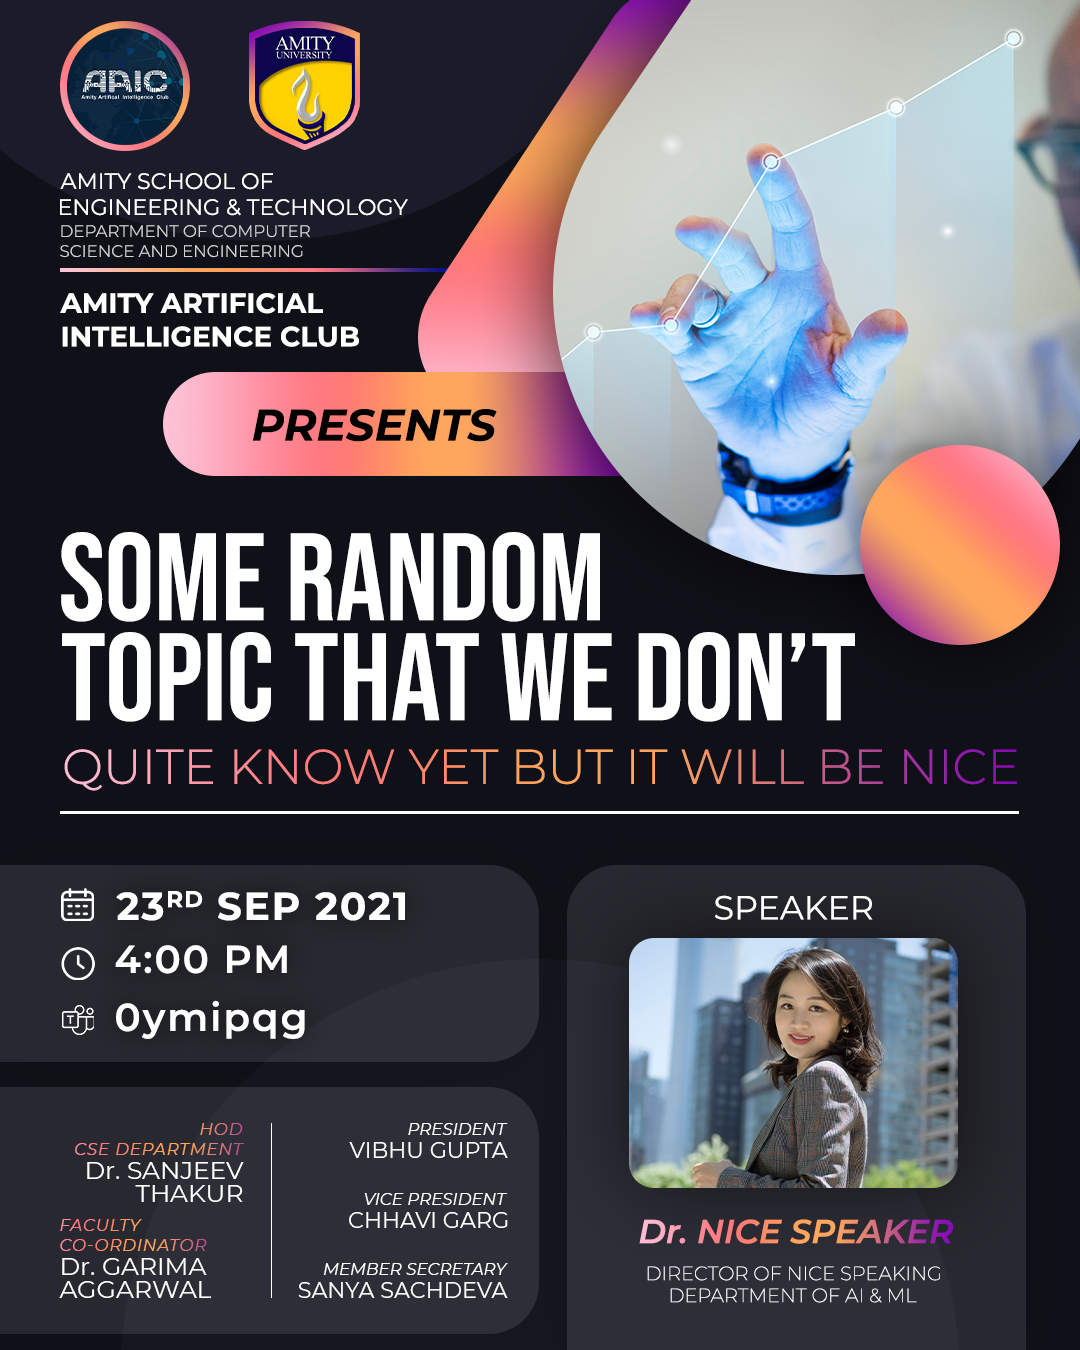 AAIC
Amity Artifical Intelligence Club
AMITY
UNIVERSITY
AMITY SCHOOL OF
ENGINEERING & TECHNOLOGY
DEPARTMENT OF COMPUTER
SCIENCE AND ENGINEERING
AMITY ARTIFICIAL
INTELLIGENCE CLUB
PRESENTS
SOME RANDOM
TOPIC THAT WE DON'T
QUITE KNOW YET BUT IT WILL BE NICE
23RD SEP 2021
4:00 PM
T
0ymipqg
HOD
CSE DEPARTMENT
Dr. SANJEEV
THAKUR
FACULTY
CO-ORDINATOR
Dr. GARIMA
AGGARWAL
PRESIDENT
VIBHU GUPTA
VICE PRESIDENT
CHHAVI GARG
MEMBER SECRETARY
SANYA SACHDEVA
SPEAKER
Dr. NICE SPEAKER
DIRECTOR OF NICE SPEAKING
DEPARTMENT OF AI & ML